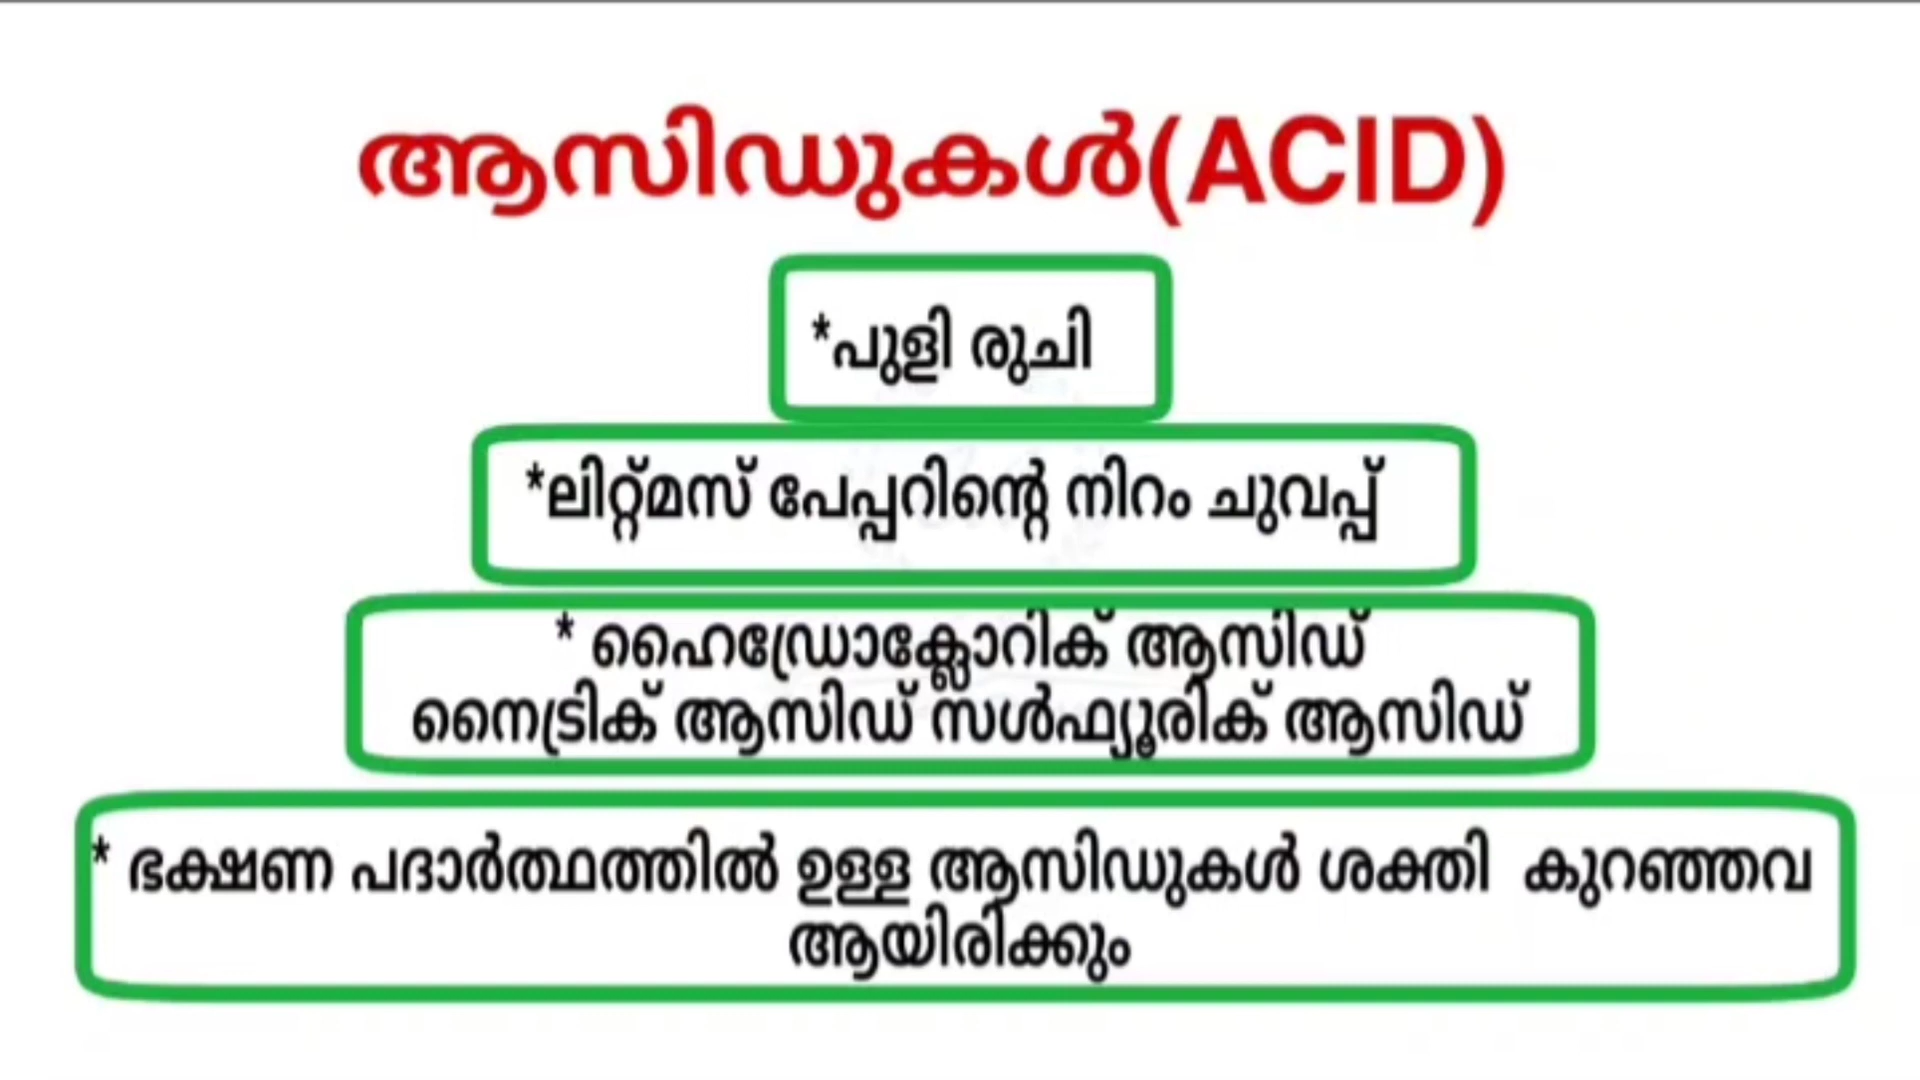 ആസിഡുകൾ(ACID)
*പുളി രുചി
*ലിറ്റ്മസ് പേപ്പറിന്റെ നിറം ചുവപ്പ്
* ഹൈഡ്രോക്ലോറിക് ആസിഡ്
നൈട്രിക് ആസിഡ് സൾഫ്യൂരിക് ആസിഡ്
* ഭക്ഷണ പദാർത്ഥത്തിൽ ഉള്ള ആസിഡുകൾ ശക്തി കുറഞ്ഞവ
ആയിരിക്കും